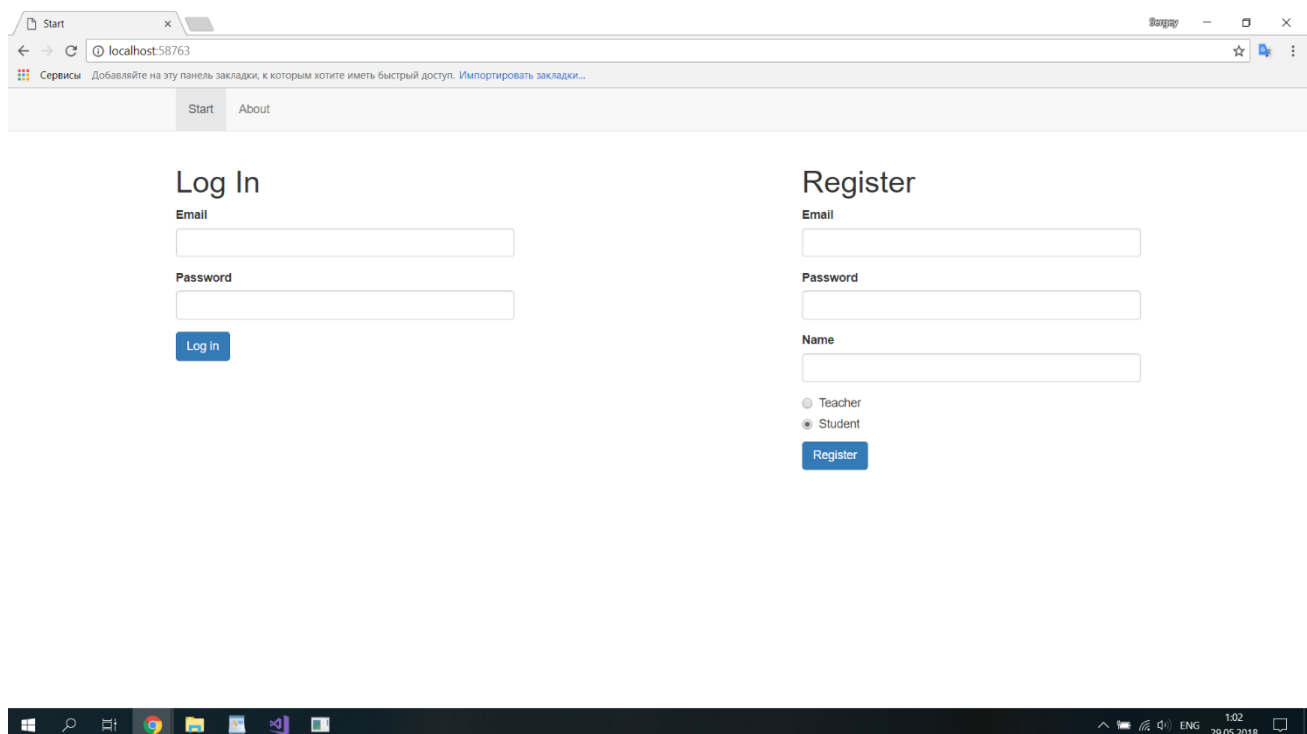 Start
Sergey
localhost:58763
Сервисы Добавляйте на эту панель закладки, к которым хотите иметь быстрый доступ. Импортировать закладки...
Start About
Log In
Email
Password
Log in
Register
Email
Password
Name
Teacher
Student
Register
ENG
1:02
29.05.2018